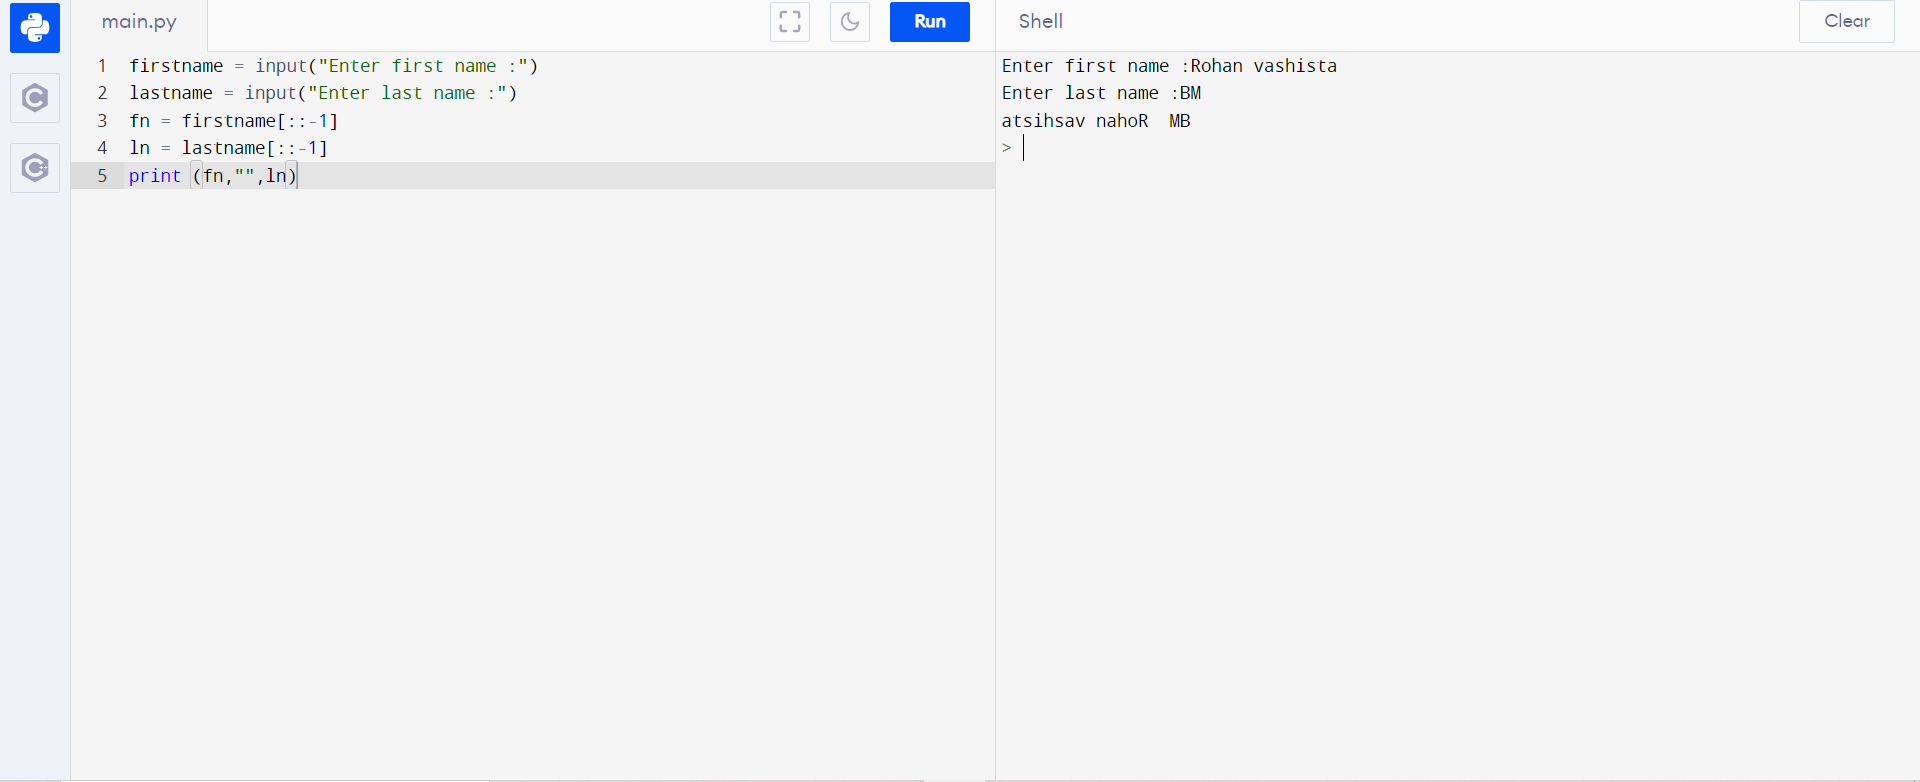 main.py
Run
Shell
Clear
1 firstname = input("Enter first name :")
2 lastname = input("Enter last name :")
3 fn = firstname[::-1]
4 ln = lastname[::-1]
5 print (fn,"",ln)
Enter first name :Rohan vashista
Enter last name :BM
atsihsav nahoR  MB
>